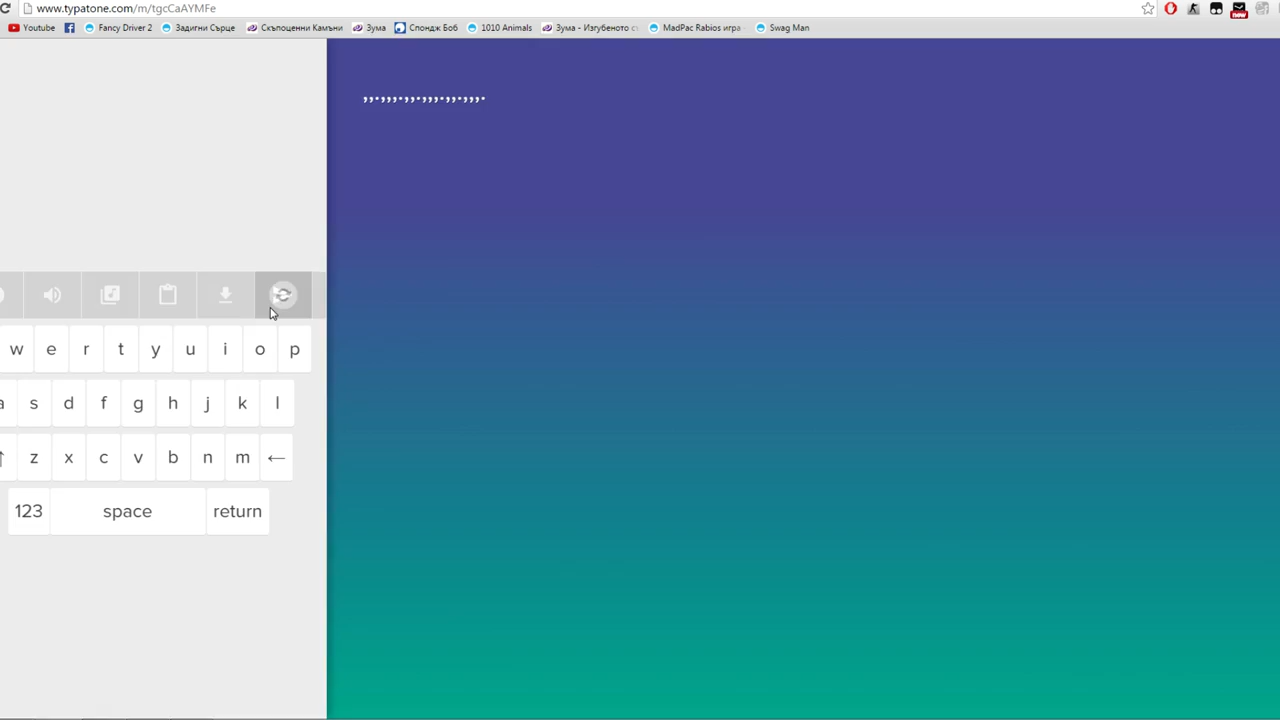 www.typatone.com/m/tgcCaAYMFe
Youtube Fancy Driver 2 Задигни Сърце Скъпоценни Камъни Зума Спондж Боб 1010 Animals Зума - Изгубеното MadPac Rabios игра Swag Man
new
,,.,,,.,,.,,,.,,.,,,.
w e r t y u i o p
a s d f g h j k l
↑ z x c v b n m ←
123 space return